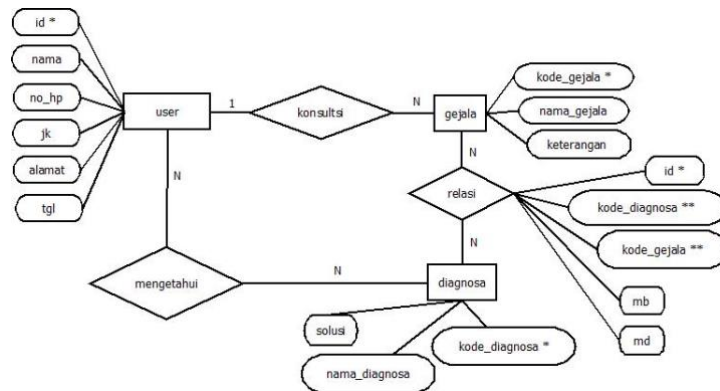 id *
nama
no_hp
jk
alamat
tgl
user
1
konsultsi
N
gejala
kode_gejala *
nama_gejala
keterangan
N
N
relasi
id *
kode_diagnosa **
kode_gejala **
mb
md
N
mengetahui
N
diagnosa
solusi
nama_diagnosa
kode_diagnosa *